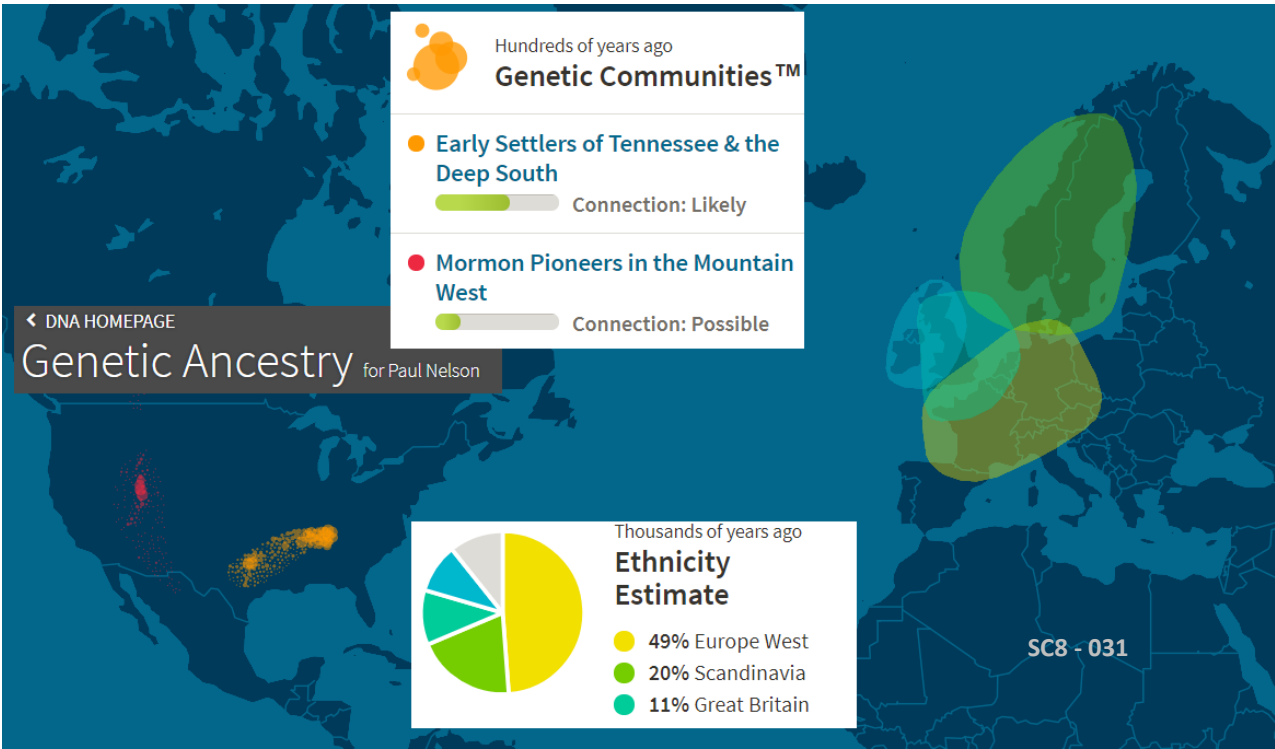 Hundreds of years ago
Genetic Communities™
Early Settlers of Tennessee & the
Deep South
Connection: Likely
Mormon Pioneers in the Mountain
West
Connection: Possible
DNA HOMEPAGE
Genetic Ancestry for Paul Nelson
Thousands of years ago
Ethnicity
Estimate
49% Europe West
20% Scandinavia
11% Great Britain
SC8 - 031